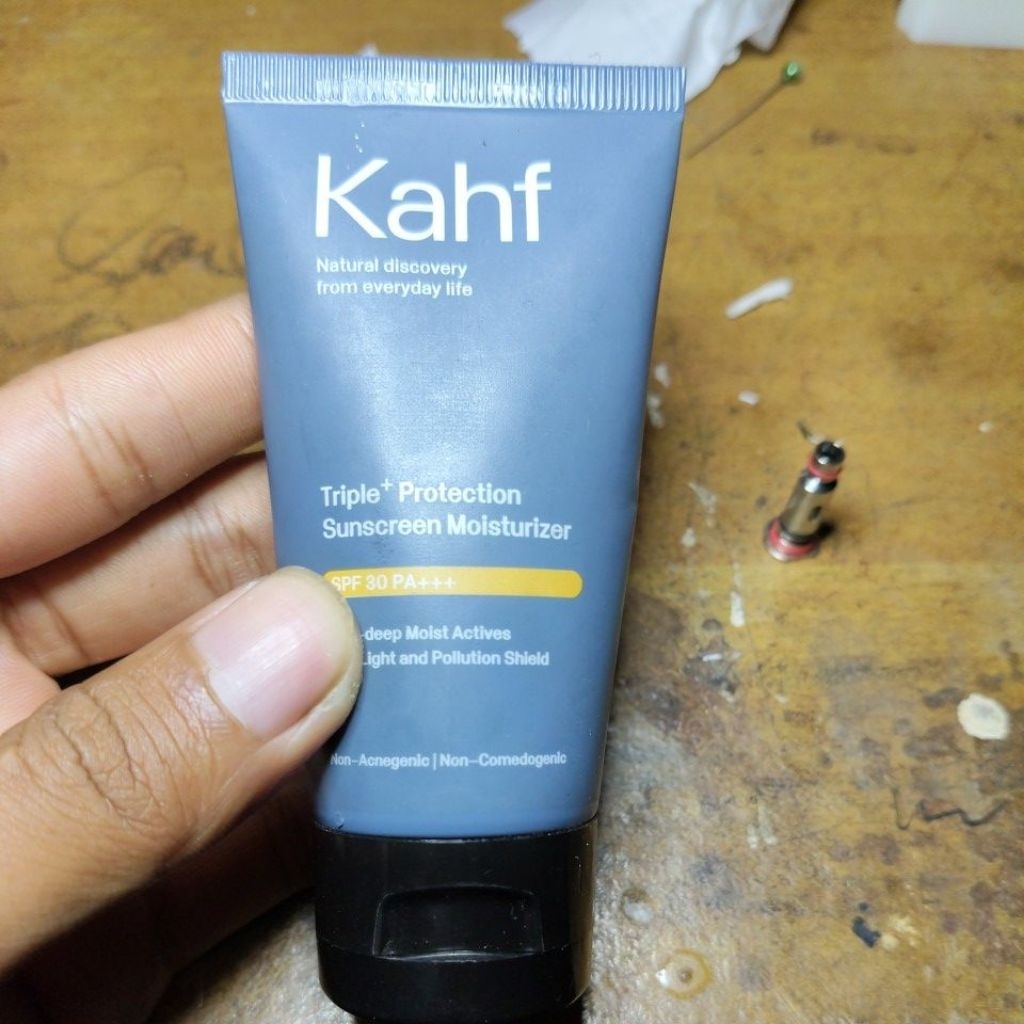 Kahf
Natural discovery
from everyday life
Triple+ Protection
Sunscreen Moisturizer
SPF 30 PA+++
-deep Moist Actives
Light and Pollution Shield
Non-Acnegenic | Non-Comedogenic